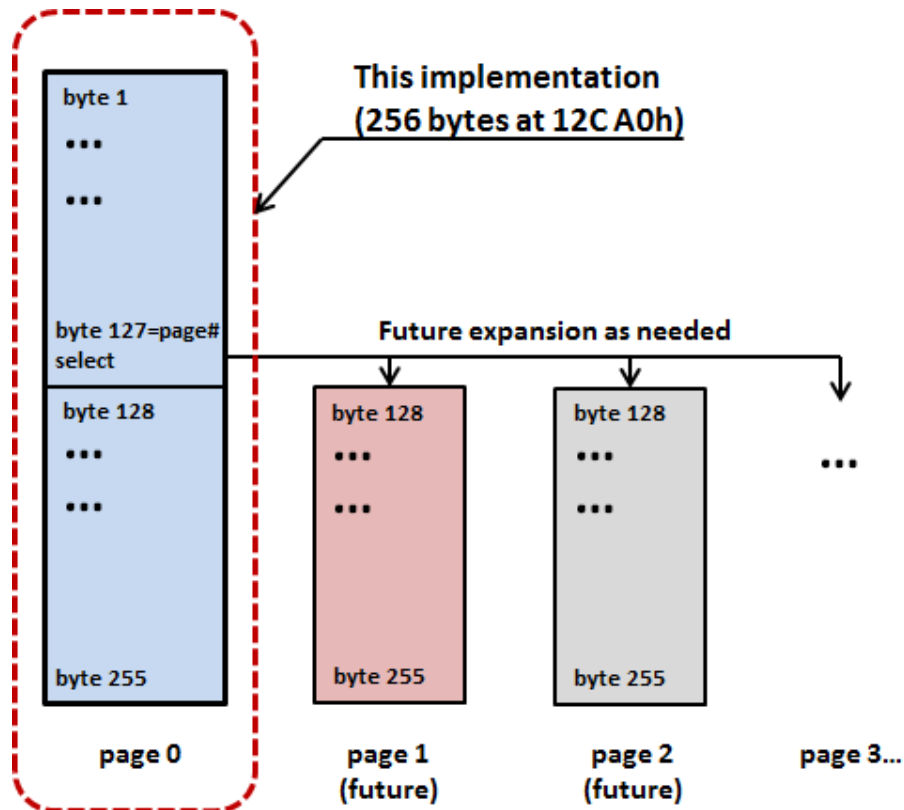 This implementation
(256 bytes at 12C A0h)
byte 1
...
...
byte 127=page#
select
Future expansion as needed
byte 128
...
...
byte 255
byte 128
...
...
byte 255
byte 128
...
...
byte 255
...
page 0
page 1
(future)
page 2
(future)
page 3...